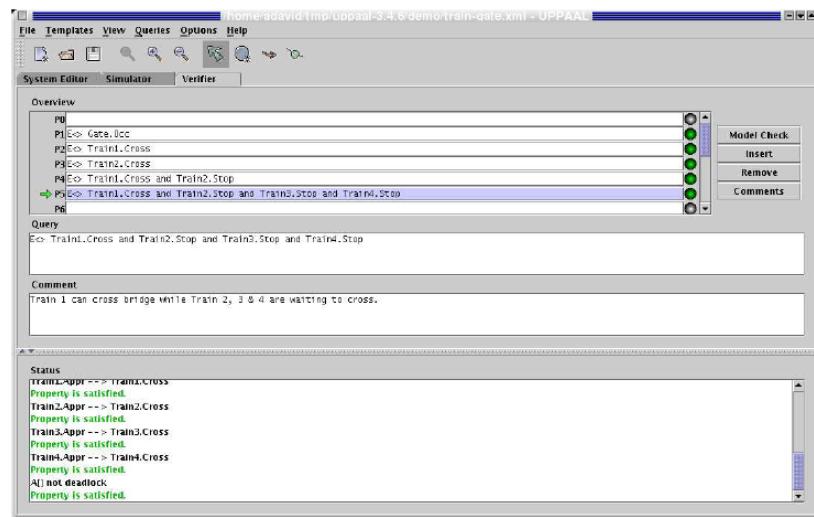 /home/adavid/tmp/uppaal-3.4.6/demo/train-gate.xml - UPPAAL
File Templates View Queries Options Help
System Editor Simulator Verifier
Overview
P0
P1 E<> Gate.Occ
P2 E<> Train1.Cross
P3 E<> Train2.Cross
P4 E<> Train1.Cross and Train2.Stop
P5 E<> Train1.Cross and Train2.Stop and Train3.Stop and Train4.Stop
P6
Model Check
Insert
Remove
Comments
Query
E<> Train1.Cross and Train2.Stop and Train3.Stop and Train4.Stop
Comment
Train 1 can cross bridge while Train 2, 3 & 4 are waiting to cross.
Status
Train1.Appr --> Train1.Cross
Property is satisfied.
Train2.Appr --> Train2.Cross
Property is satisfied.
Train3.Appr --> Train3.Cross
Property is satisfied.
Train4.Appr --> Train4.Cross
Property is satisfied.
A[] not deadlock
Property is satisfied.